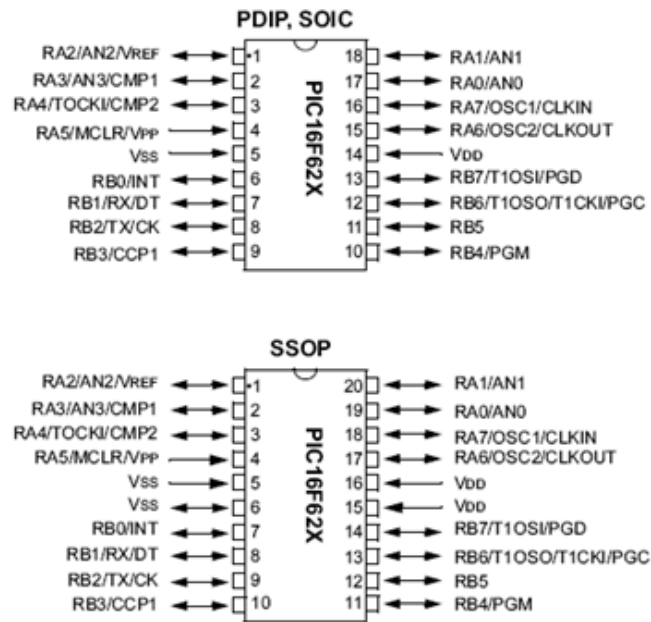 PDIP, SOIC
RA2/AN2/VREF 1 18 RA1/AN1
RA3/AN3/CMP1 2 17 RA0/AN0
RA4/TOCKI/CMP2 3 16 RA7/OSC1/CLKIN
RA5/MCLR/VPP 4 15 RA6/OSC2/CLKOUT
VSS 5 14 VDD
RB0/INT 6 13 RB7/T1OSI/PGD
RB1/RX/DT 7 12 RB6/T1OSO/T1CKI/PGC
RB2/TX/CK 8 11 RB5
RB3/CCP1 9 10 RB4/PGM
PIC16F62X
SSOP
RA2/AN2/VREF 1 20 RA1/AN1
RA3/AN3/CMP1 2 19 RA0/AN0
RA4/TOCKI/CMP2 3 18 RA7/OSC1/CLKIN
RA5/MCLR/VPP 4 17 RA6/OSC2/CLKOUT
VSS 5 16 VDD
VSS 6 15 VDD
RB0/INT 7 14 RB7/T1OSI/PGD
RB1/RX/DT 8 13 RB6/T1OSO/T1CKI/PGC
RB2/TX/CK 9 12 RB5
RB3/CCP1 10 11 RB4/PGM
PIC16F62X